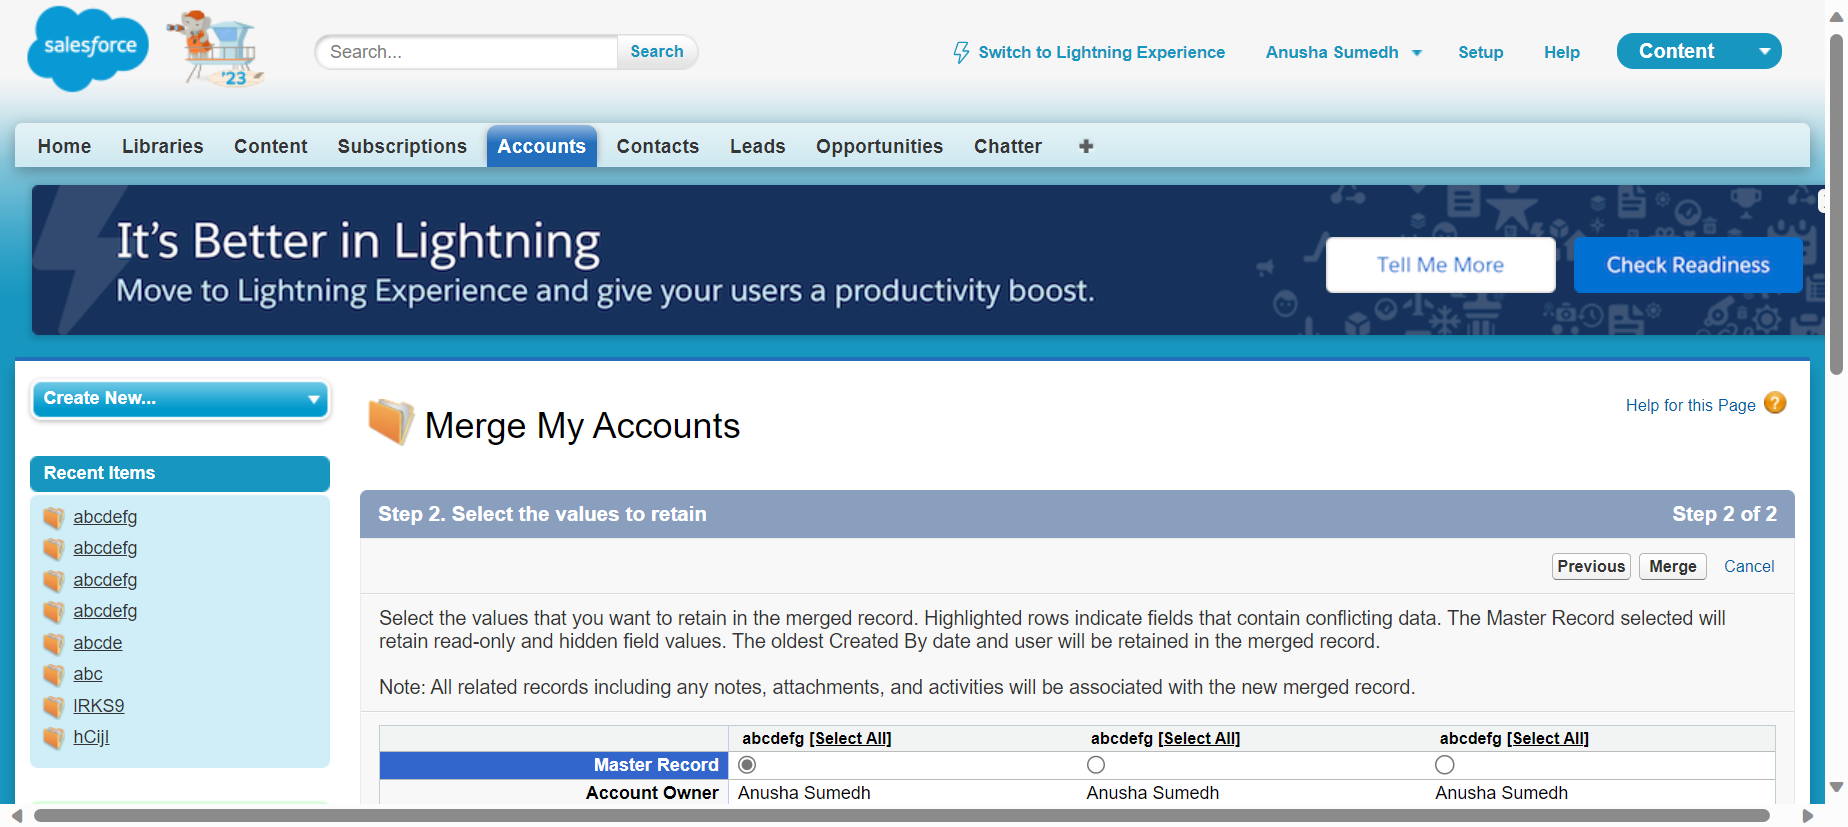 salesforce
'23
Search...
Search
Switch to Lightning Experience
Anusha Sumedh
Setup
Help
Content
Home
Libraries
Content
Subscriptions
Accounts
Contacts
Leads
Opportunities
Chatter
It's Better in Lightning
Move to Lightning Experience and give your users a productivity boost.
Tell Me More
Check Readiness
Create New...
Recent Items
abcdefg
abcdefg
abcdefg
abcdefg
abcde
abc
lRKS9
hCijl
Merge My Accounts
Help for this Page
Step 2. Select the values to retain
Step 2 of 2
Previous
Merge
Cancel
Select the values that you want to retain in the merged record. Highlighted rows indicate fields that contain conflicting data. The Master Record selected will
retain read-only and hidden field values. The oldest Created By date and user will be retained in the merged record.
Note: All related records including any notes, attachments, and activities will be associated with the new merged record.
abcdefg [Select All]
abcdefg [Select All]
abcdefg [Select All]
Master Record
Account Owner
Anusha Sumedh
Anusha Sumedh
Anusha Sumedh